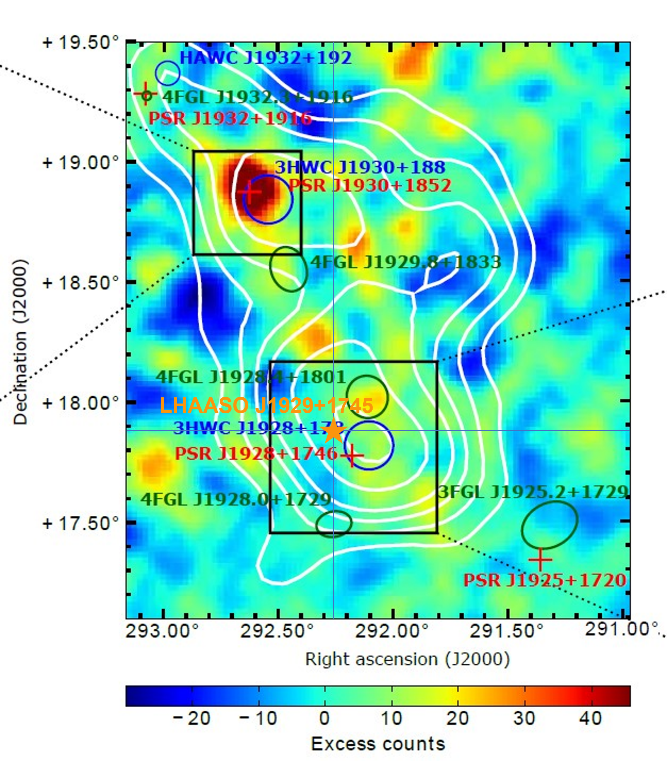 + 19.50°
HAWC J1932+192
4FGL J1932.3+1916
PSR J1932+1916
+ 19.00°
3HWC J1930+188
PSR J1930+1852
4FGL J1929.8+1833
+ 18.50°
4FGL J1928.4+1801
+ 18.00°
LHAASO J1929+1745
3HWC J1928+178
PSR J1928+1746
4FGL J1928.0+1729
3FGL J1925.2+1729
+ 17.50°
PSR J1925+1720
Declination (J2000)
293.00° 292.50° 292.00° 291.50° 291.00°
Right ascension (J2000)
−20 −10 0 10 20 30 40
Excess counts